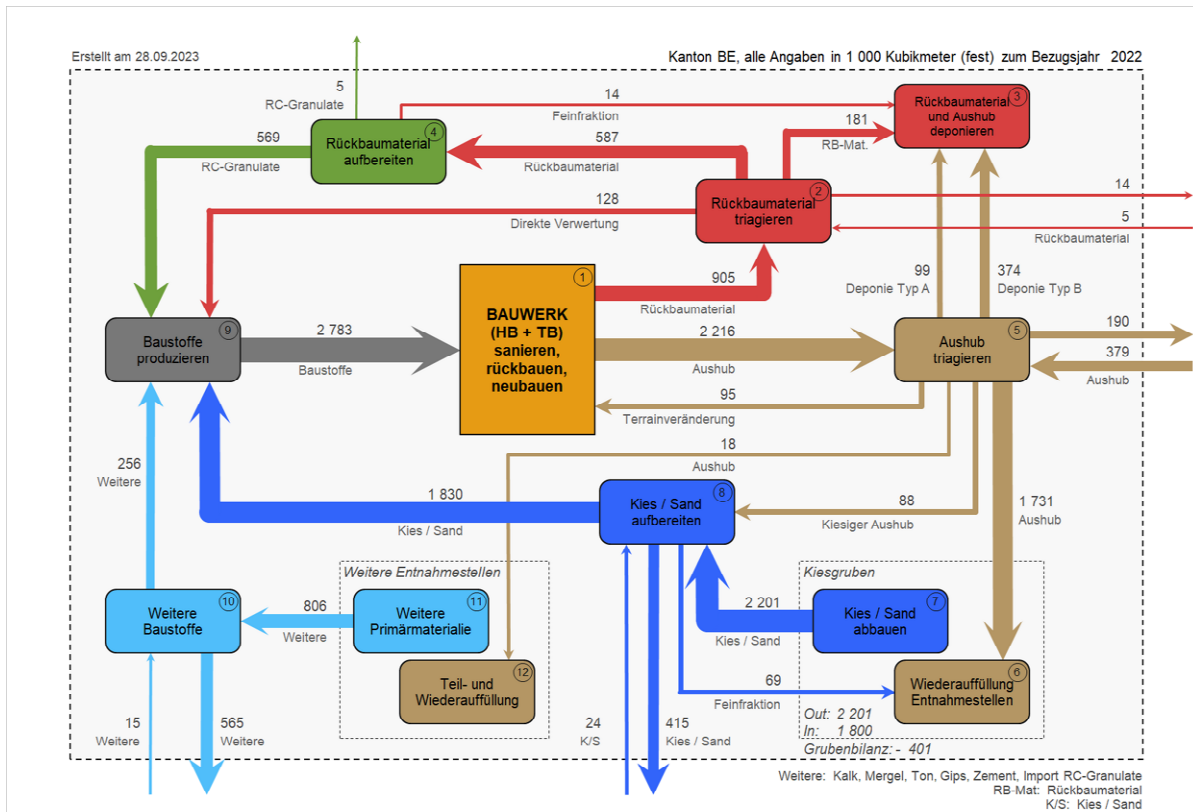 Erstellt am 28.09.2023
Kanton BE, alle Angaben in 1 000 Kubikmeter (fest) zum Bezugsjahr 2022
5
RC-Granulate
14
Feinfraktion
3
Rückbaumaterial
und Aushub
deponieren
569
RC-Granulate
4
Rückbaumaterial
aufbereiten
587
Rückbaumaterial
181
RB-Mat.
128
Direkte Verwertung
2
Rückbaumaterial
triagieren
14
5
Rückbaumaterial
99
Deponie Typ A
374
Deponie Typ B
905
Rückbaumaterial
1
BAUWERK
(HB + TB)
sanieren,
rückbauen,
neubauen
9
Baustoffe
produzieren
2 783
Baustoffe
2 216
Aushub
5
Aushub
triagieren
190
379
Aushub
95
Terrainveränderung
18
Aushub
256
Weitere
1 830
Kies / Sand
8
Kies / Sand
aufbereiten
88
Kiesiger Aushub
1 731
Aushub
Weitere Entnahmestellen
Kiesgruben
10
Weitere
Baustoffe
806
Weitere
11
Weitere
Primärmaterialie
2 201
Kies / Sand
7
Kies / Sand
abbauen
12
Teil- und
Wiederauffüllung
69
Feinfraktion
6
Wiederauffüllung
Entnahmestellen
15
Weitere
565
Weitere
24
K/S
415
Kies / Sand
Out: 2 201
In: 1 800
Grubenbilanz: - 401
Weitere: Kalk, Mergel, Ton, Gips, Zement, Import RC-Granulate
RB-Mat: Rückbaumaterial
K/S: Kies / Sand